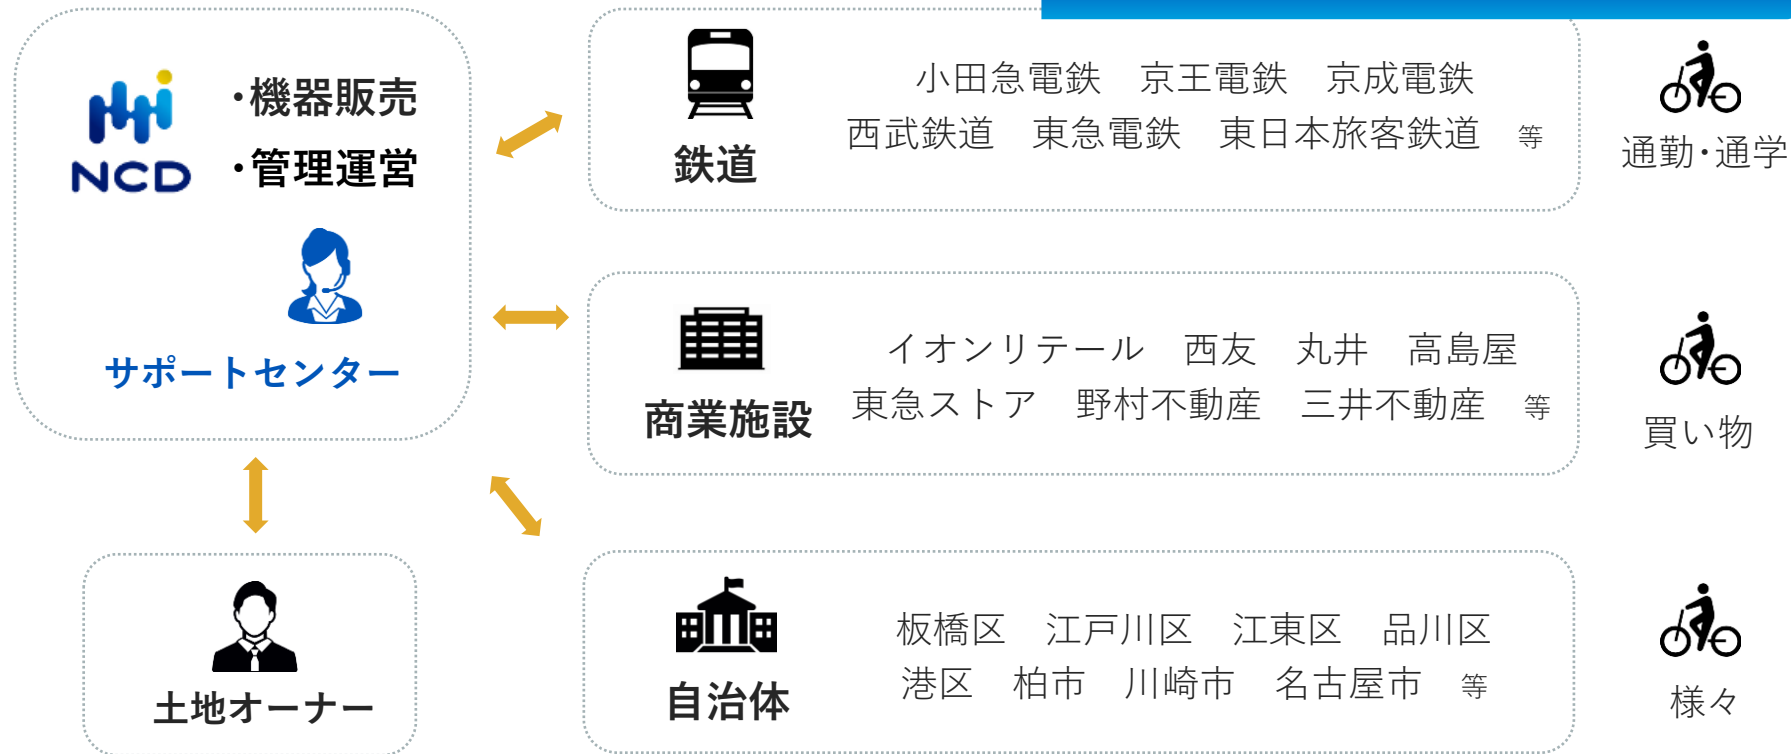 NCD
・機器販売
・管理運営
サポートセンター
土地オーナー
鉄道
小田急電鉄　京王電鉄　京成電鉄
西武鉄道　東急電鉄　東日本旅客鉄道　等
通勤・通学
商業施設
イオンリテール　西友　丸井　高島屋
東急ストア　野村不動産　三井不動産　等
買い物
自治体
板橋区　江戸川区　江東区　品川区
港区　柏市　川崎市　名古屋市　等
様々